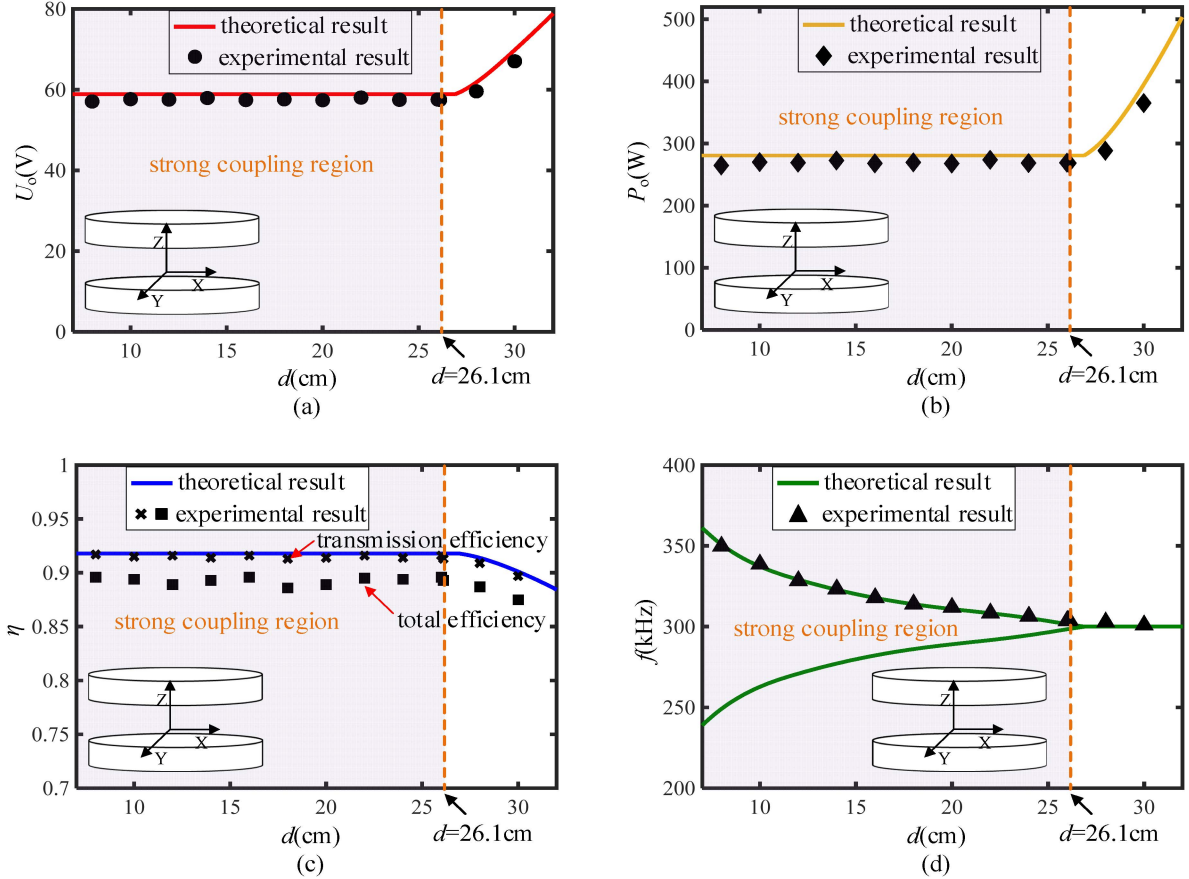 80
60
40
20
0
U₀(V)
theoretical result
experimental result
strong coupling region
Z
X
Y
10
15
20
25
30
d(cm)
d=26.1cm
(a)
500
400
300
200
100
0
Pₒ(W)
theoretical result
experimental result
strong coupling region
Z
X
Y
10
15
20
25
30
d(cm)
d=26.1cm
(b)
1
0.95
0.9
0.85
0.8
0.75
0.7
η
theoretical result
experimental result
transmission efficiency
total efficiency
strong coupling region
Z
X
Y
10
15
20
25
30
d(cm)
d=26.1cm
(c)
400
350
300
250
200
f(kHz)
theoretical result
experimental result
strong coupling region
Z
X
Y
10
15
20
25
30
d(cm)
d=26.1cm
(d)